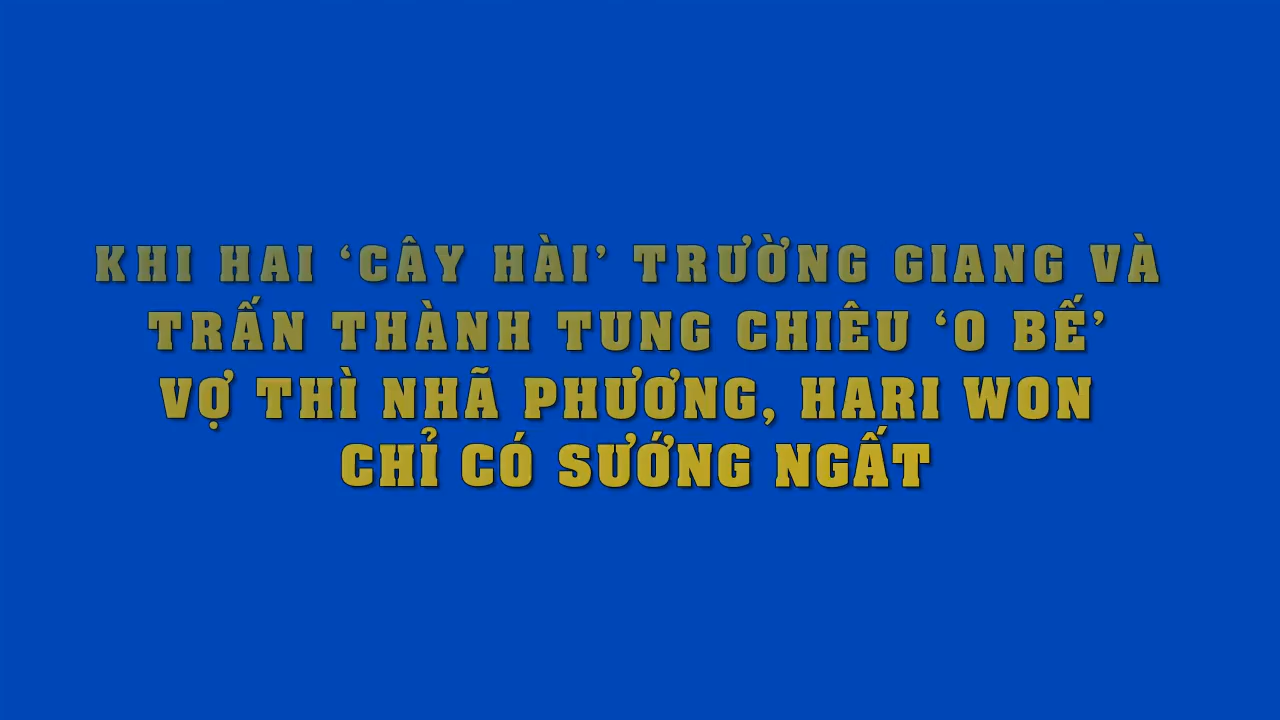 KHI HAI ‘CÂY HÀI’ TRƯỜNG GIANG VÀ
TRẤN THÀNH TUNG CHIÊU ‘O BẾ’
VỢ THÌ NHÃ PHƯƠNG, HARI WON
CHỈ CÓ SƯỚNG NGẤT